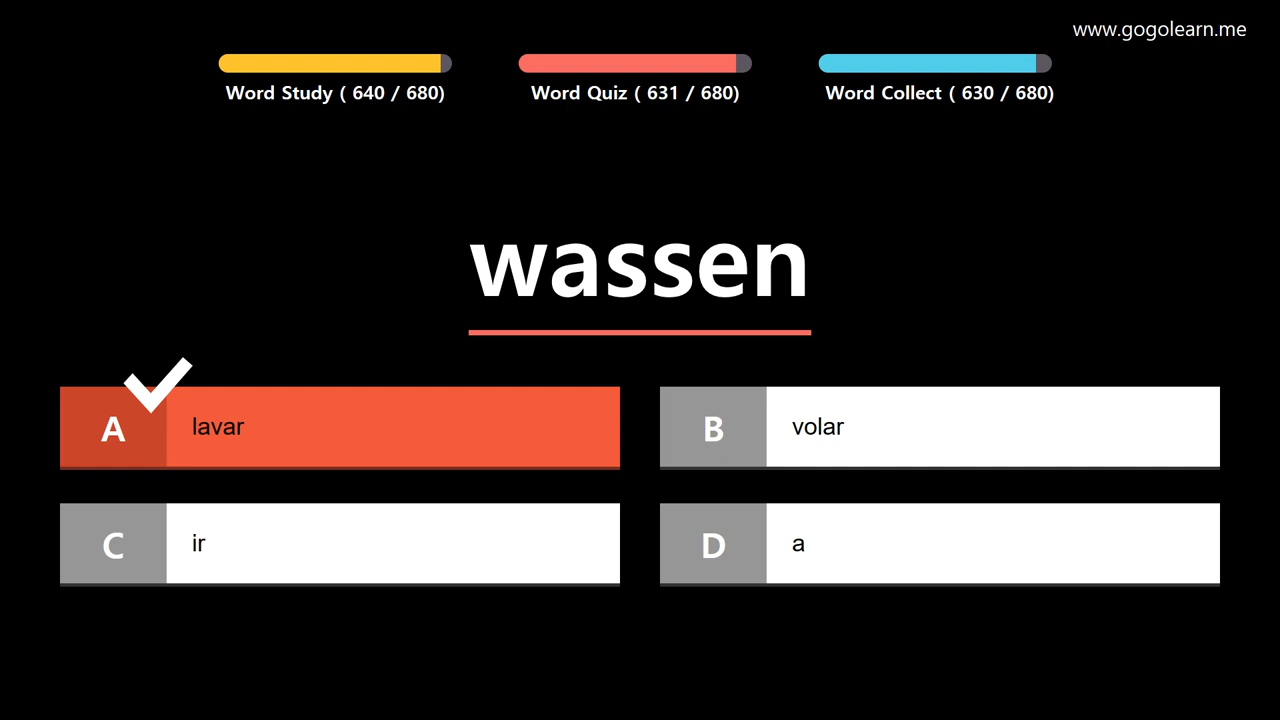 www.gogolearn.me
Word Study ( 640 / 680)
Word Quiz ( 631 / 680)
Word Collect ( 630 / 680)
wassen
A lavar
B volar
C ir
D a